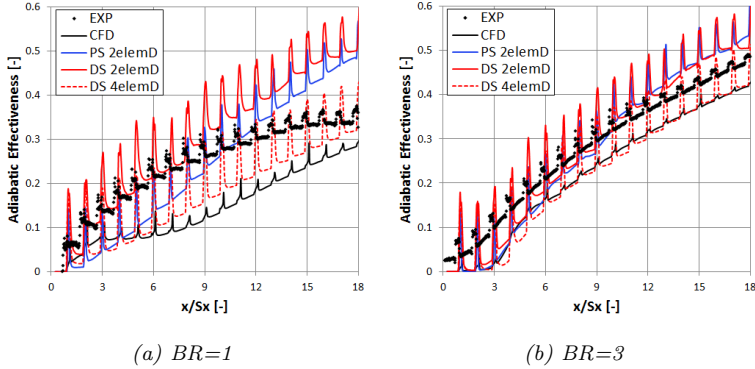 0.6
0.5
0.4
0.3
0.2
0.1
0
Adiabatic Effectiveness [-]
EXP
CFD
PS 2elemD
DS 2elemD
DS 4elemD
0 3 6 9 12 15 18
x/Sx [-]
(a) BR=1
0.6
0.5
0.4
0.3
0.2
0.1
0
Adiabatic Effectiveness [-]
EXP
CFD
PS 2elemD
DS 2elemD
DS 4elemD
0 3 6 9 12 15 18
x/Sx [-]
(b) BR=3